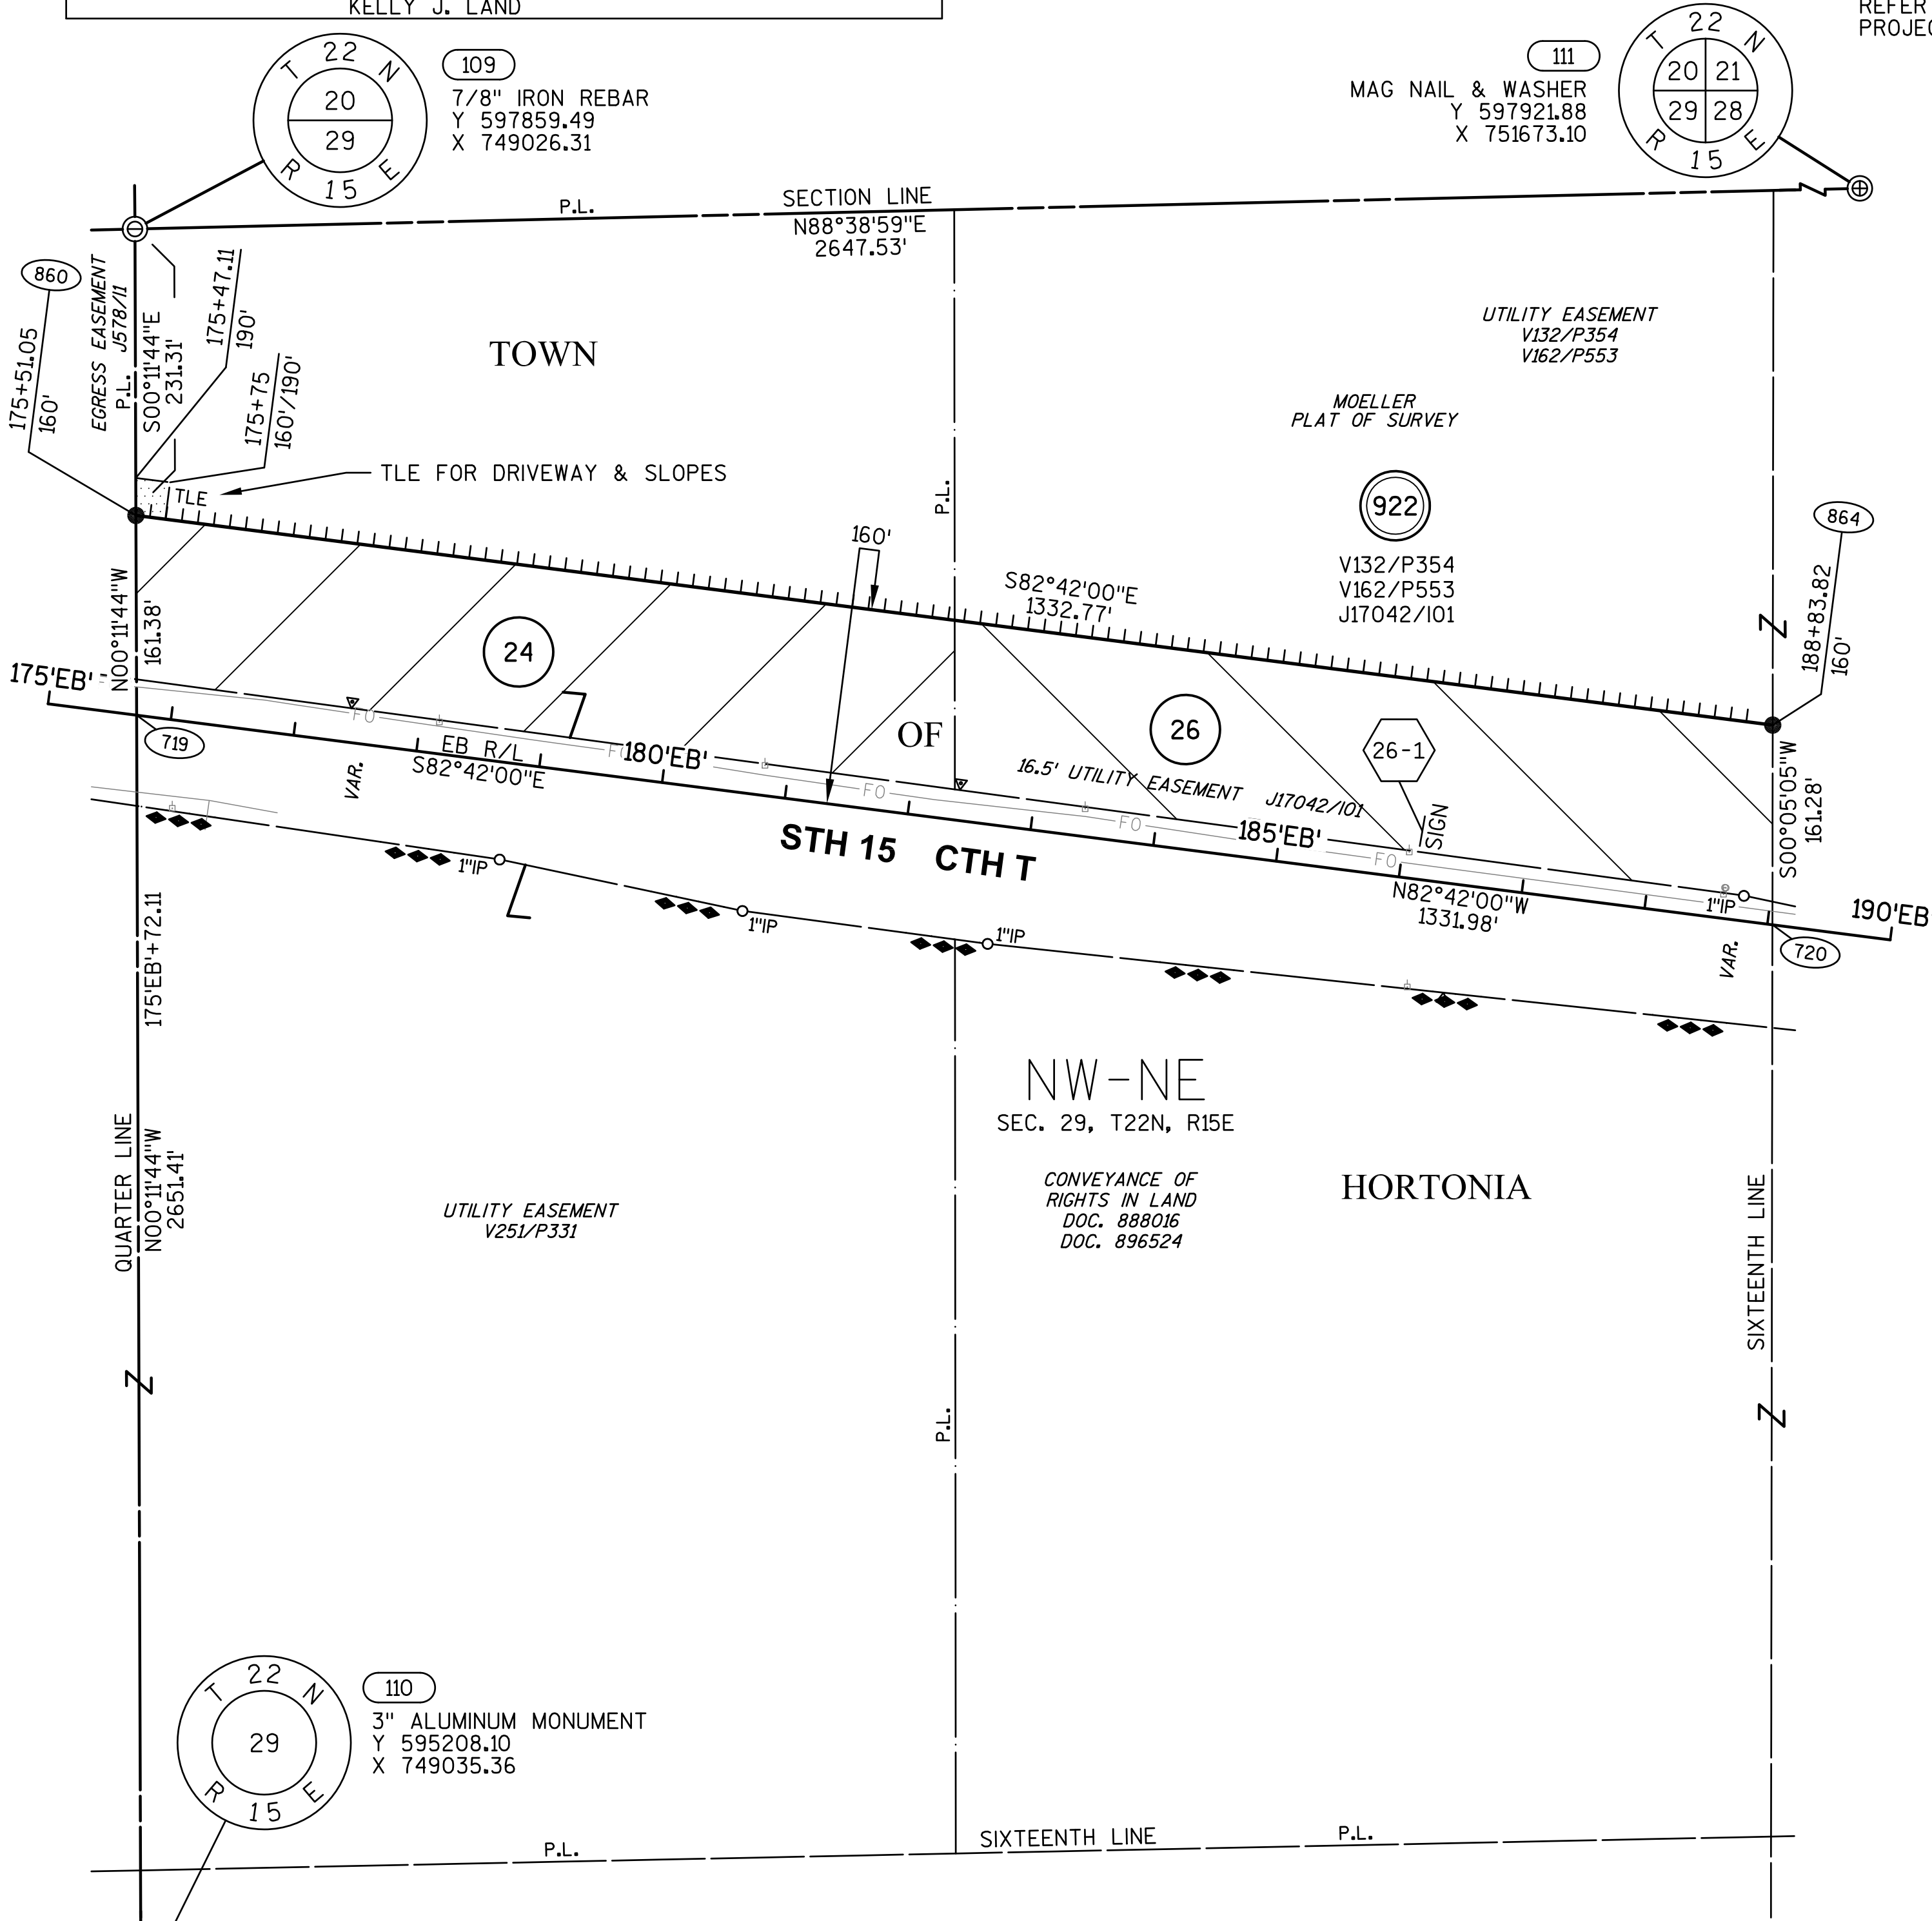 KELLY J. LAND
REFER
T 22 N
20
29
R 15 E
109
7/8" IRON REBAR
Y 597859.49
X 749026.31
111
MAG NAIL & WASHER
Y 597921.88
X 751673.10
T 22 N
20 21
29 28
R 15 E
P.L.
SECTION LINE
N88°38'59"E
2647.53'
860
175+51.05
160'
EGRESS EASEMENT
J578/I1
P.L.
S00°11'44"E
231.31'
175+47.11
190'
175+75
160'/190'
TOWN
TLE FOR DRIVEWAY & SLOPES
TLE
UTILITY EASEMENT
V132/P354
V162/P553
MOELLER
PLAT OF SURVEY
P.L.
922
V132/P354
V162/P553
J17042/I01
864
188+83.82
160'
160'
S82°42'00"E
1332.77'
N00°11'44"W
161.38'
24
26
26-1
175'EB'
719
FO
EB R/L
S82°42'00"E
VAR.
FO
180'EB'
OF
FO
16.5' UTILITY EASEMENT J17042/I01
FO
185'EB'
SIGN
FO
S00°05'05"W
161.28'
STH 15 CTH T
N82°42'00"W
1331.98'
1"IP
190'EB
720
VAR.
1"IP
1"IP
1"IP
175'EB'+72.11
NW-NE
SEC. 29, T22N, R15E
CONVEYANCE OF
RIGHTS IN LAND
DOC. 888016
DOC. 896524
HORTONIA
UTILITY EASEMENT
V251/P331
QUARTER LINE
N00°11'44"W
2651.41'
SIXTEENTH LINE
P.L.
T 22 N
29
R 15 E
110
3" ALUMINUM MONUMENT
Y 595208.10
X 749035.36
P.L.
SIXTEENTH LINE
P.L.